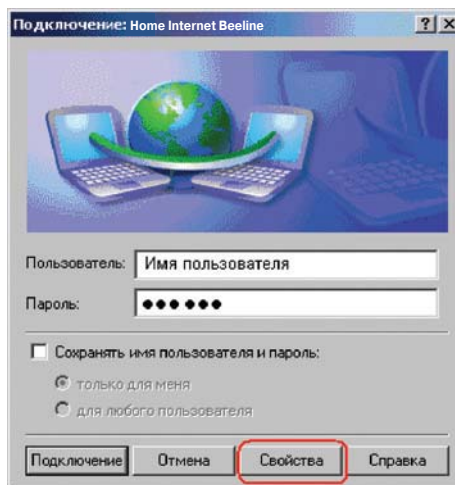 Подключение: Home Internet Beeline ? ×
Пользователь: Имя пользователя
Пароль: ●●●●●●
Сохранять имя пользователя и пароль:
только для меня
для любого пользователя
Подключение Отмена Свойства Справка